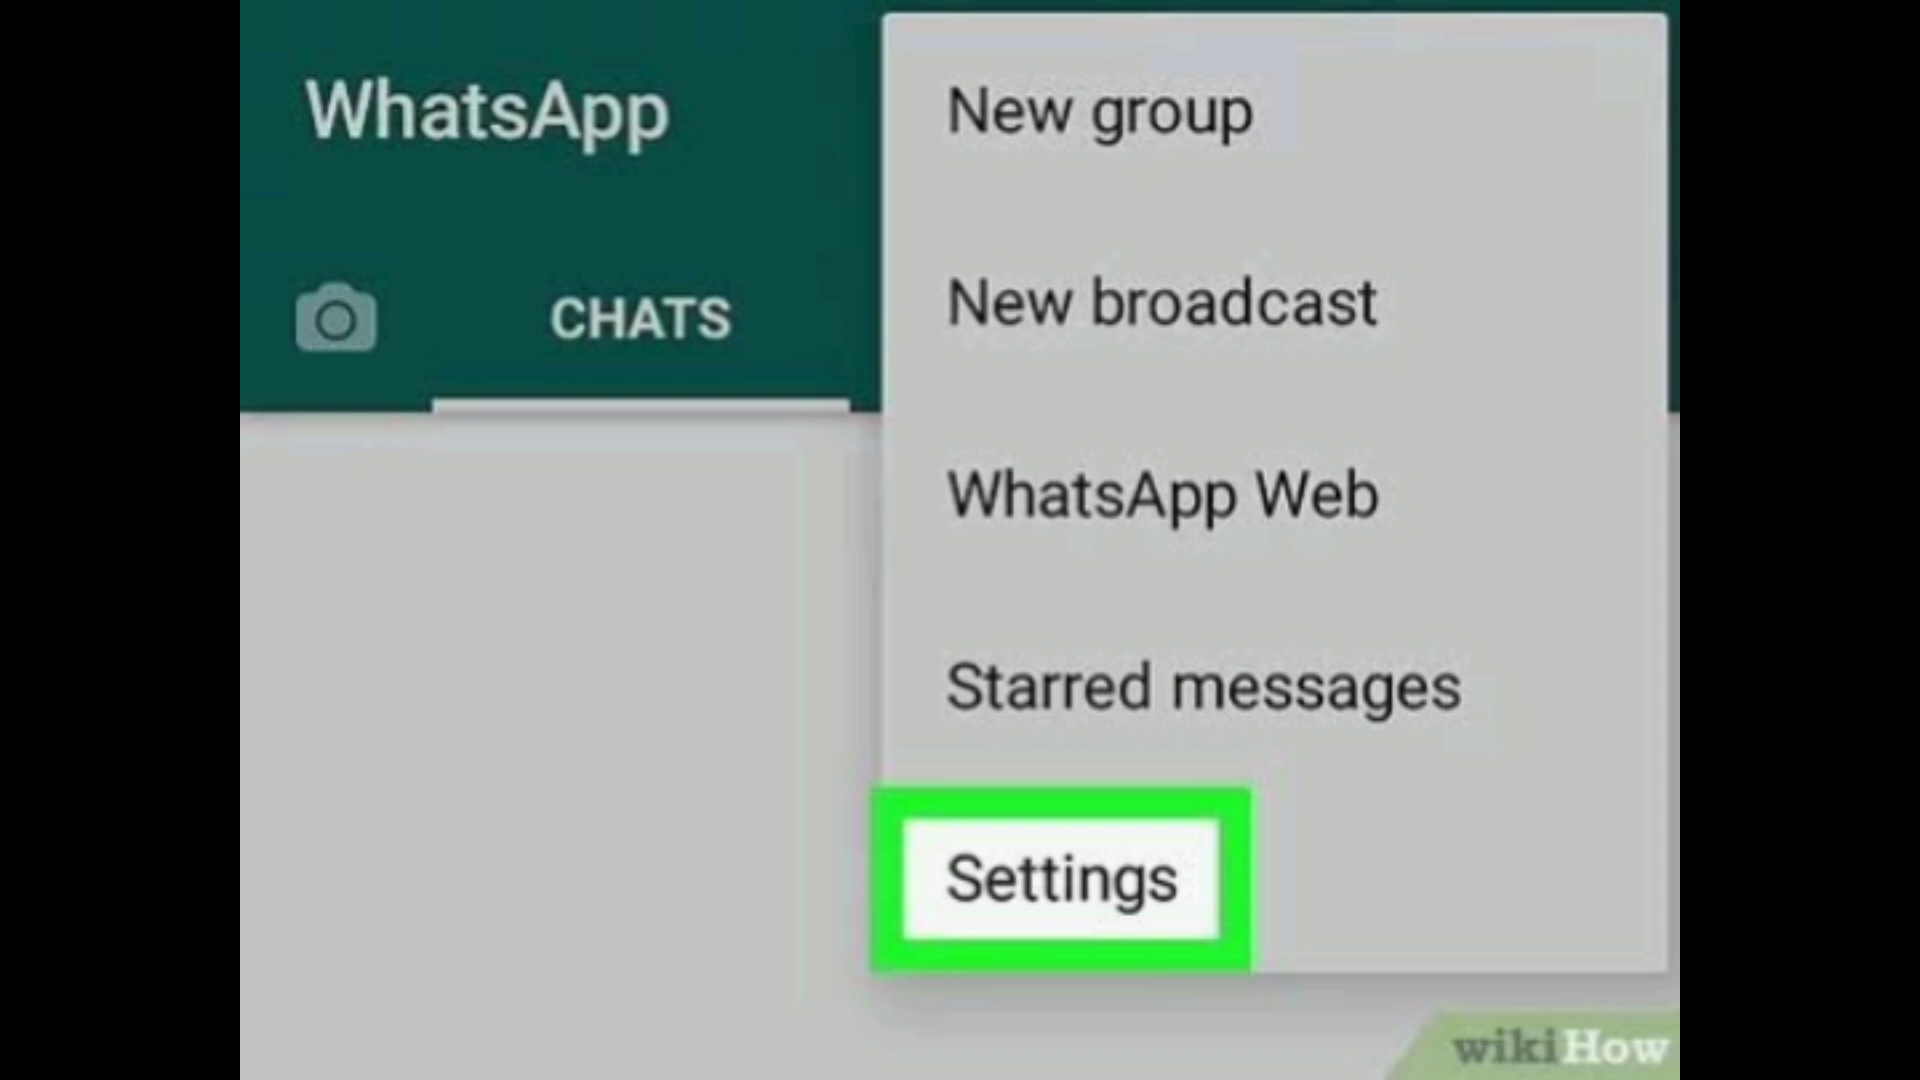 WhatsApp
CHATS
New group
New broadcast
WhatsApp Web
Starred messages
Settings
wikiHow